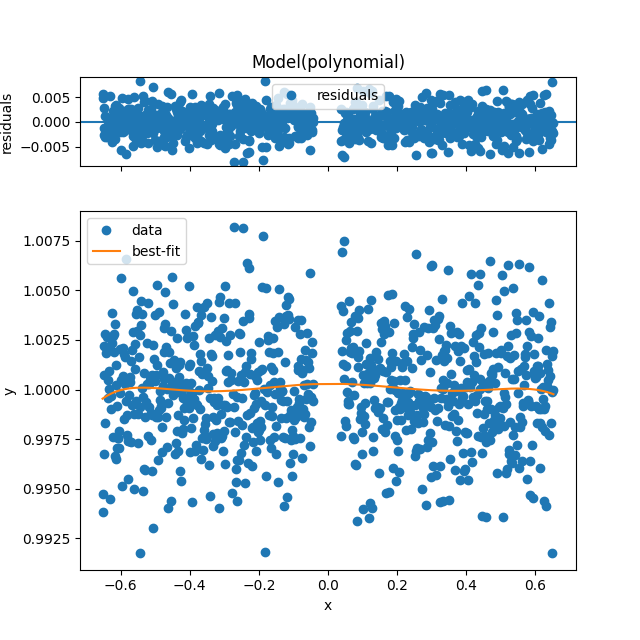 Model(polynomial)
residuals
0.005
0.000
−0.005
residuals
data
best-fit
y
1.0075
1.0050
1.0025
1.0000
0.9975
0.9950
0.9925
−0.6 −0.4 −0.2 0.0 0.2 0.4 0.6
x